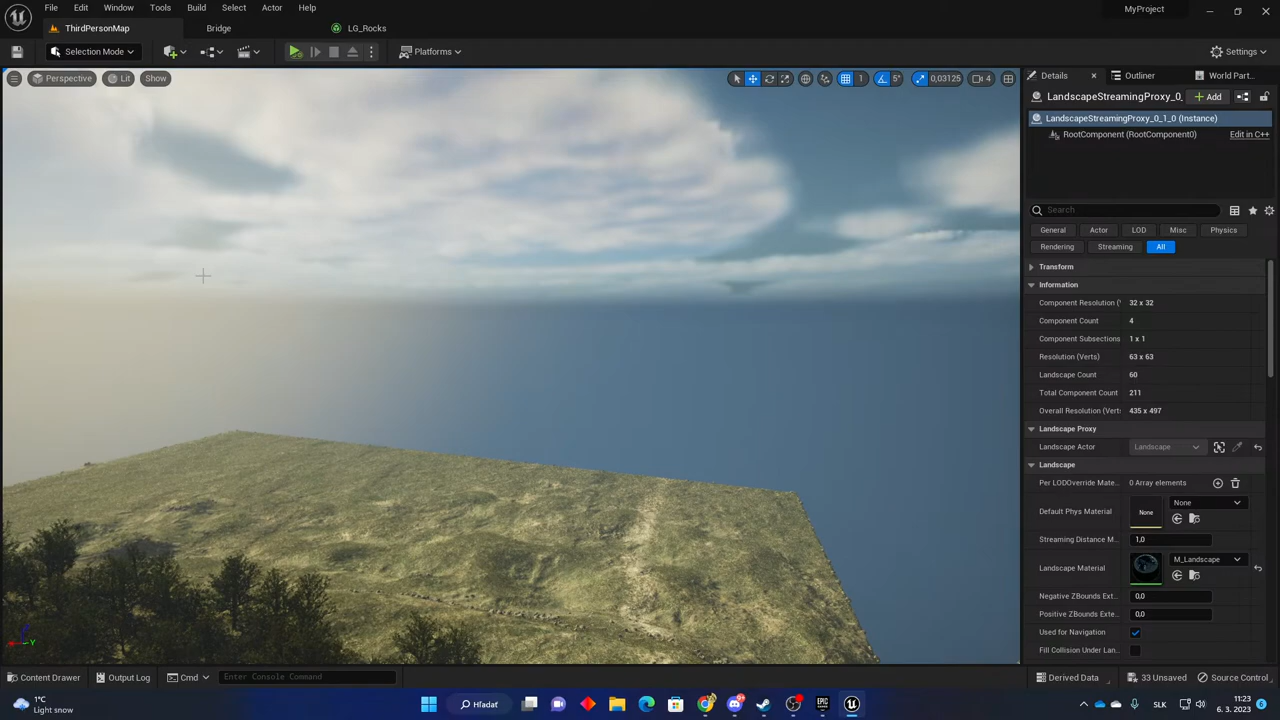 File Edit Window Tools Build Select Actor Help
MyProject
ThirdPersonMap
Bridge
LG_Rocks
Selection Mode
Platforms
Settings
Perspective
Lit
Show
1
5°
0,03125
4
Details
Outliner
World Part...
LandscapeStreamingProxy_0_
Add
LandscapeStreamingProxy_0_1_0 (Instance)
RootComponent (RootComponent0)
Edit in C++
Search
General
Actor
LOD
Misc
Physics
Rendering
Streaming
All
Transform
Information
Component Resolution (
32 x 32
Component Count
4
Component Subsections
1 x 1
Resolution (Verts)
63 x 63
Landscape Count
60
Total Component Count
211
Overall Resolution (Vert
435 x 497
Landscape Proxy
Landscape Actor
Landscape
Landscape
Per LODOverride Mate...
0 Array elements
Default Phys Material
None
None
Streaming Distance M...
1,0
Landscape Material
M_Landscape
Negative ZBounds Ext...
0,0
Positive ZBounds Exte...
0,0
Used for Navigation
Fill Collision Under Lan...
Y
Content Drawer
Output Log
Cmd
Enter Console Command
Derived Data
33 Unsaved
Source Control
1°C
Light snow
Hľadať
SLK
11:23
6. 3. 2023